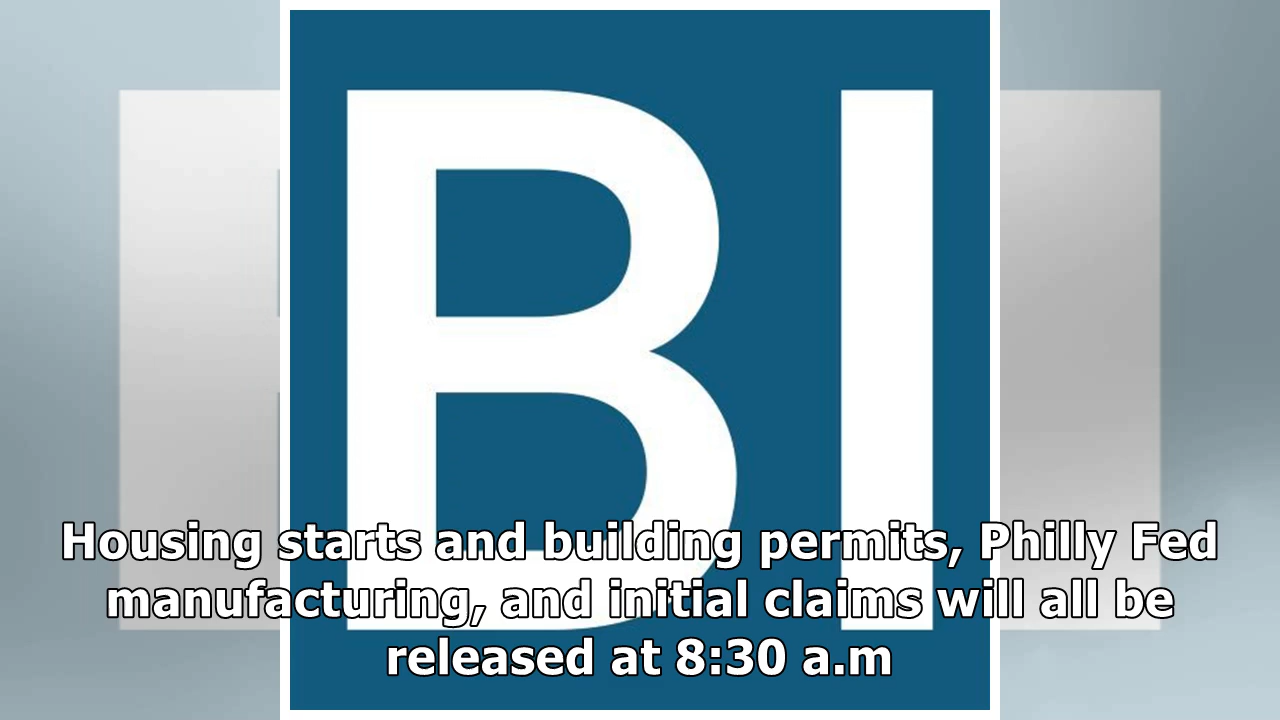 BI
Housing starts and building permits, Philly Fed
manufacturing, and initial claims will all be
released at 8:30 a.m